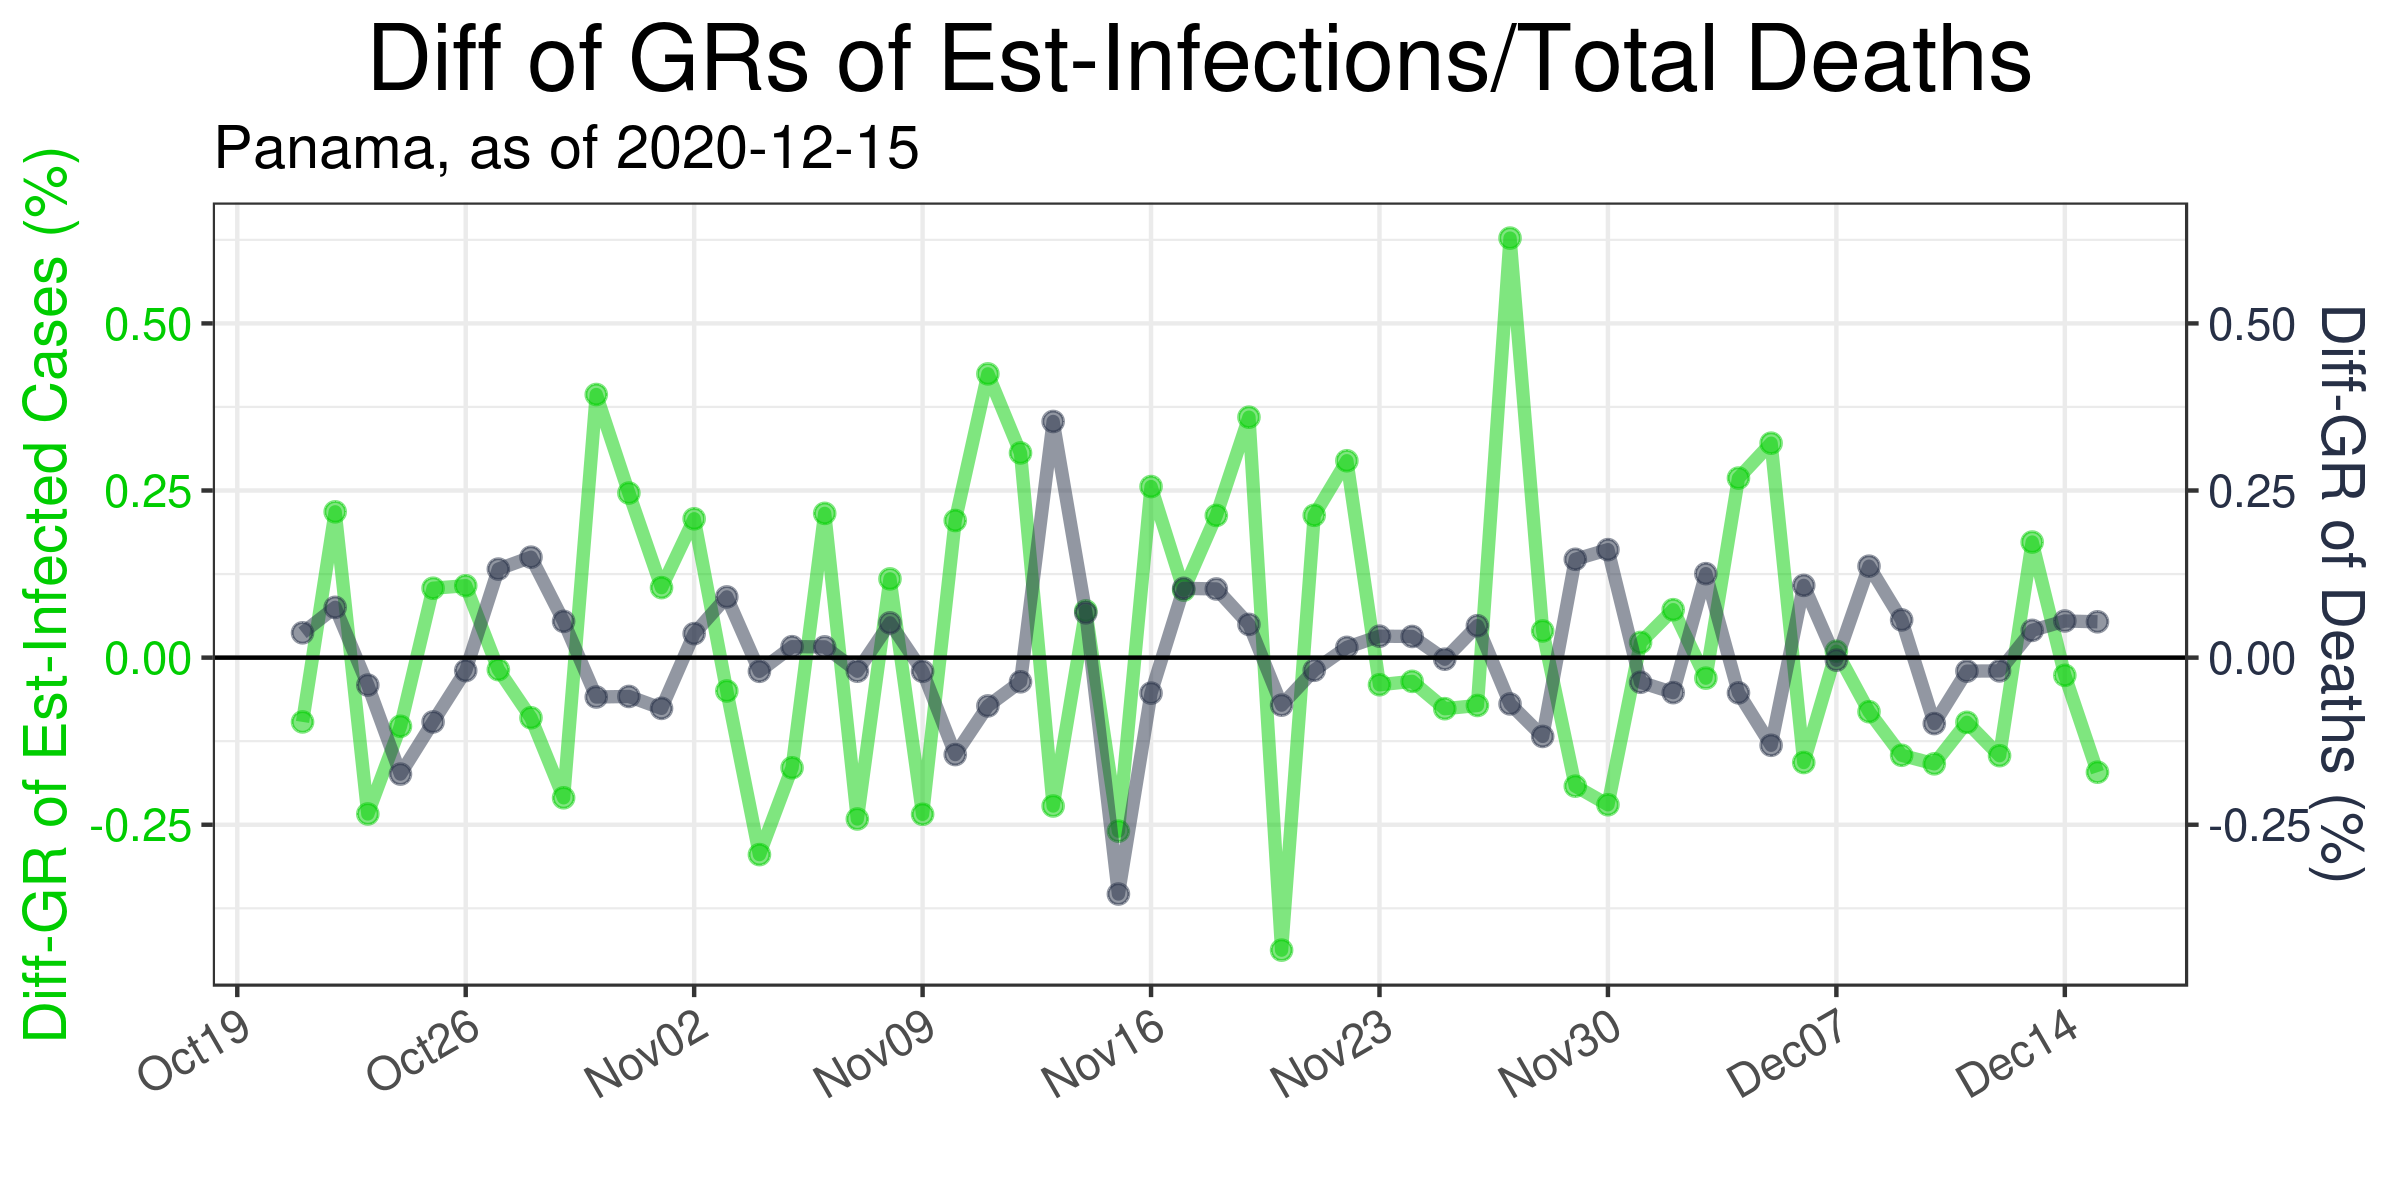 Diff of GRs of Est-Infections/Total Deaths
Panama, as of 2020-12-15
Diff-GR of Est-Infected Cases (%)
0.50
0.25
0.00
-0.25
0.50
0.25
0.00
-0.25
Diff-GR of Deaths (%)
Oct19
Oct26
Nov02
Nov09
Nov16
Nov23
Nov30
Dec07
Dec14